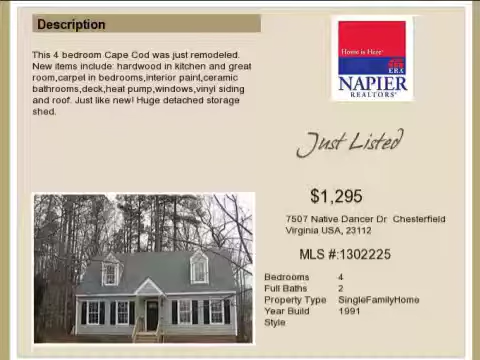 Description
This 4 bedroom Cape Cod was just remodeled.
New items include: hardwood in kitchen and great
room,carpet in bedrooms,interior paint,ceramic
bathrooms,deck,heat pump,windows,vinyl siding
and roof. Just like new! Huge detached storage
shed.
Home is Here
ERA
NAPIER
REALTORS®
Just Listed
$1,295
7507 Native Dancer Dr Chesterfield
Virginia USA, 23112
MLS #:1302225
Bedrooms 4
Full Baths 2
Property Type SingleFamilyHome
Year Build 1991
Style